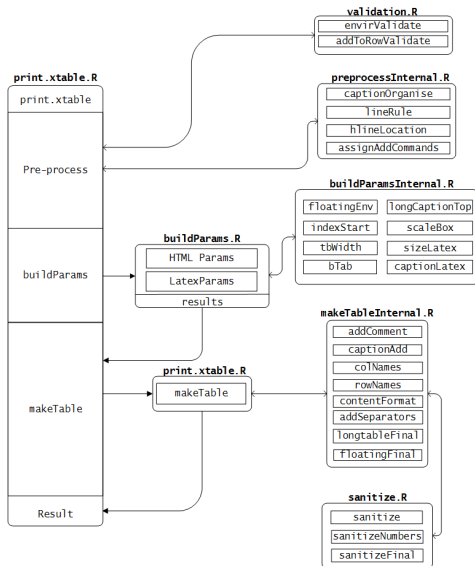 validation.R
envirValidate
addToRowValidate
print.xtable.R
print.xtable
Pre-process
buildParams
makeTable
Result
preprocessInternal.R
captionOrganise
lineRule
hlineLocation
assignAddCommands
buildParamsInternal.R
floatingEnv longCaptionTop
indexStart scaleBox
tbWidth sizeLatex
bTab captionLatex
buildParams.R
HTML Params
LatexParams
results
makeTableInternal.R
addComment
captionAdd
colNames
rowNames
contentFormat
addSeparators
longtableFinal
floatingFinal
print.xtable.R
makeTable
sanitize.R
sanitize
sanitizeNumbers
sanitizeFinal